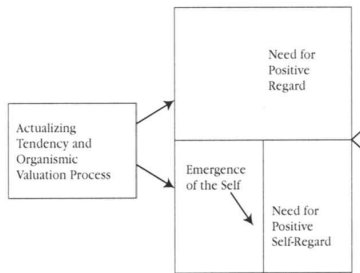 Need for
Positive
Regard
Actualizing
Tendency and
Organismic
Valuation Process
Emergence
of the Self
Need for
Positive
Self-Regard